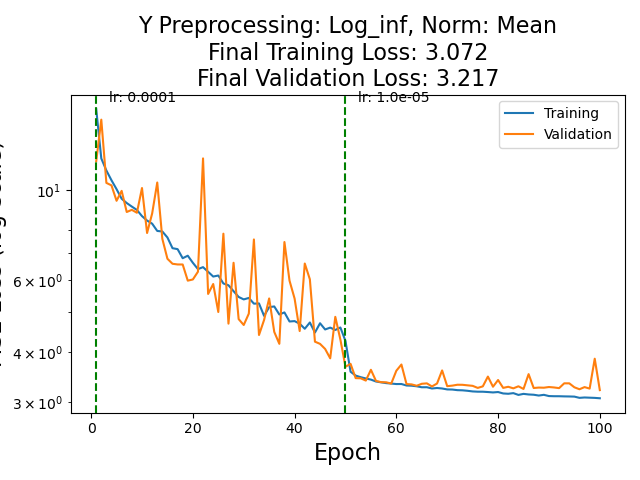 Y Preprocessing: Log_inf, Norm: Mean
Final Training Loss: 3.072
Final Validation Loss: 3.217
lr: 0.0001
lr: 1.0e-05
Training
Validation
10¹
6 × 10⁰
4 × 10⁰
3 × 10⁰
0
20
40
60
80
100
Epoch